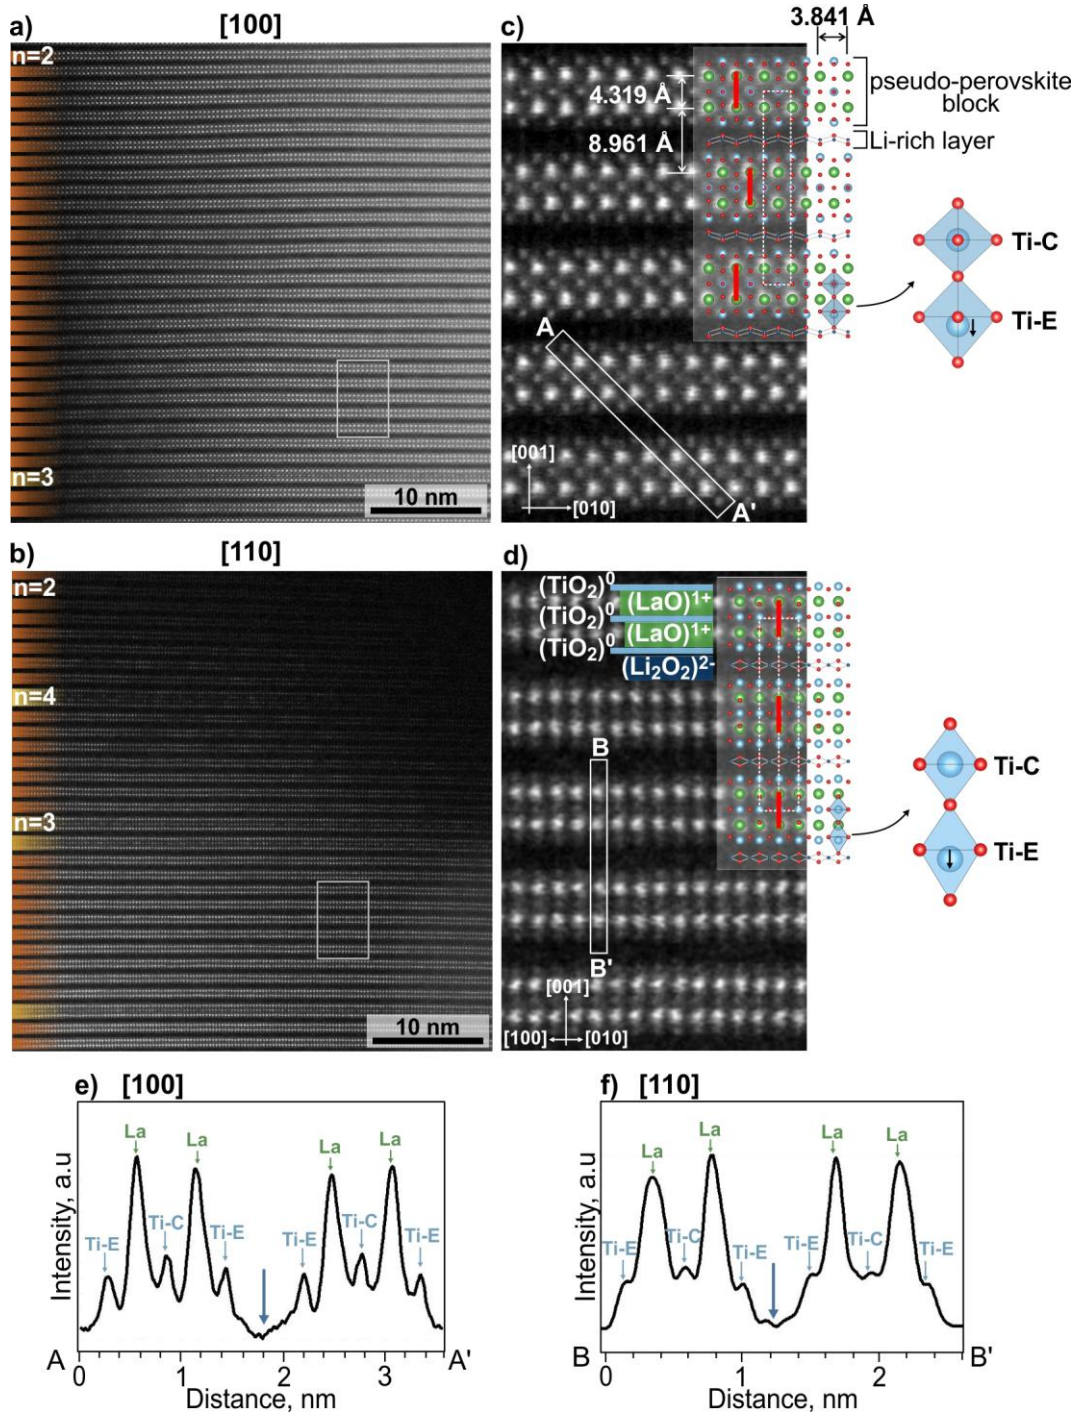 a)
[100]
n=2
n=3
10 nm
c)
3.841 Å
4.319 Å
8.961 Å
pseudo-perovskite
block
Li-rich layer
Ti-C
Ti-E
A
A'
[001]
[010]
b)
[110]
n=2
n=4
n=3
10 nm
d)
(TiO₂)⁰
(LaO)¹⁺
(TiO₂)⁰
(LaO)¹⁺
(TiO₂)⁰
(Li₂O₂)²⁻
B
B'
Ti-C
Ti-E
[001]
[100]
[010]
e) [100]
Intensity, a.u
La
La
La
La
Ti-E
Ti-C
Ti-E
Ti-E
Ti-C
Ti-E
A
A'
0 1 2 3
Distance, nm
f) [110]
Intensity, a.u
La
La
La
La
Ti-E
Ti-C
Ti-E
Ti-E
Ti-C
Ti-E
B
B'
0 1 2
Distance, nm